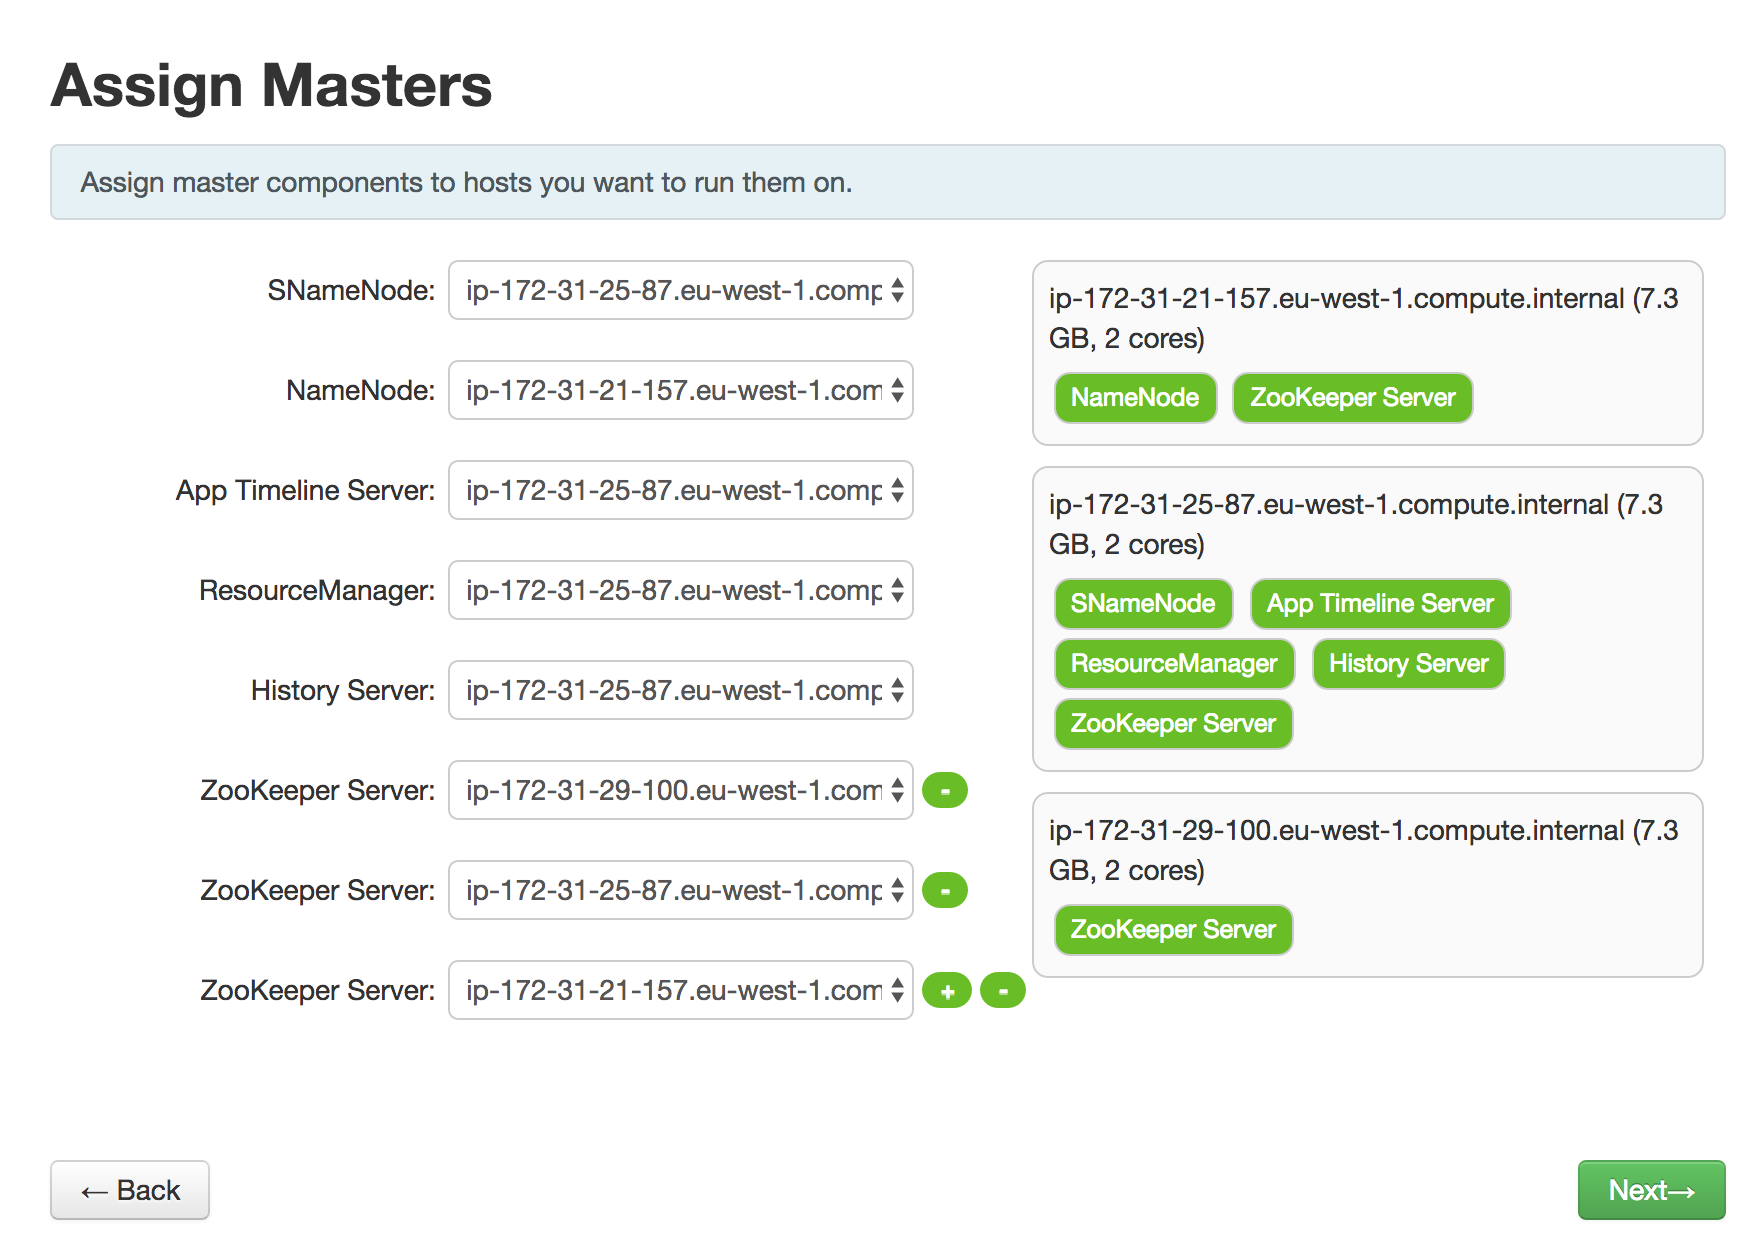 Assign Masters
Assign master components to hosts you want to run them on.
SNameNode: ip-172-31-25-87.eu-west-1.comp
NameNode: ip-172-31-21-157.eu-west-1.com
App Timeline Server: ip-172-31-25-87.eu-west-1.comp
ResourceManager: ip-172-31-25-87.eu-west-1.comp
History Server: ip-172-31-25-87.eu-west-1.comp
ZooKeeper Server: ip-172-31-29-100.eu-west-1.com -
ZooKeeper Server: ip-172-31-25-87.eu-west-1.comp -
ZooKeeper Server: ip-172-31-21-157.eu-west-1.com + -
ip-172-31-21-157.eu-west-1.compute.internal (7.3
GB, 2 cores)
NameNode ZooKeeper Server
ip-172-31-25-87.eu-west-1.compute.internal (7.3
GB, 2 cores)
SNameNode App Timeline Server
ResourceManager History Server
ZooKeeper Server
ip-172-31-29-100.eu-west-1.compute.internal (7.3
GB, 2 cores)
ZooKeeper Server
← Back
Next→